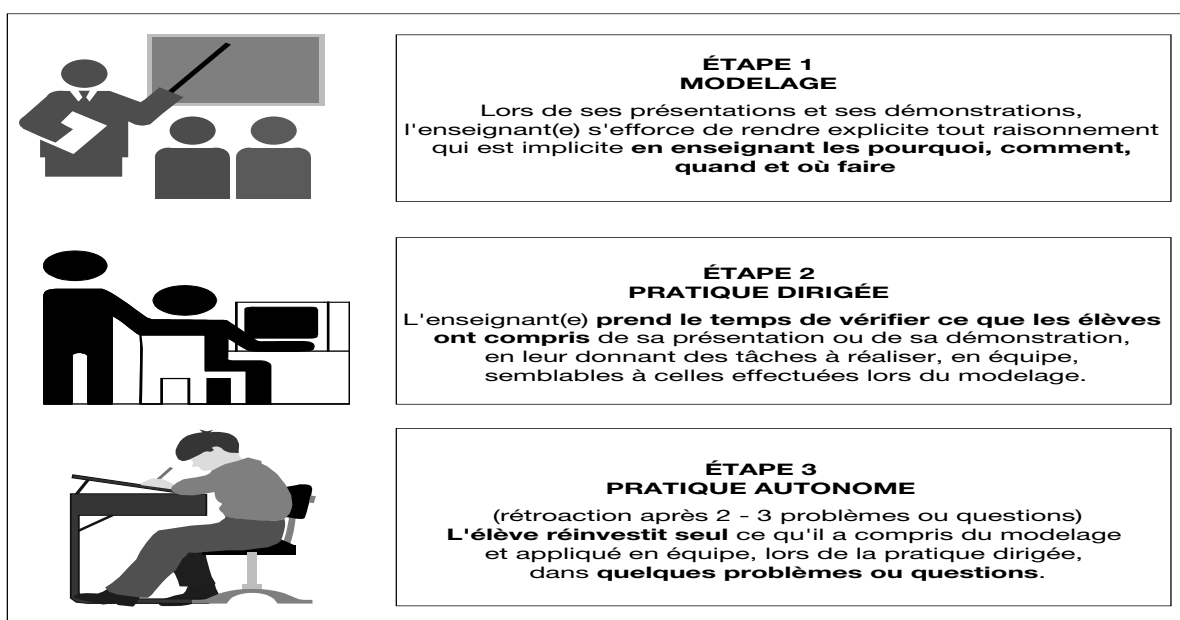 ÉTAPE 1
MODELAGE
Lors de ses présentations et ses démonstrations,
l'enseignant(e) s'efforce de rendre explicite tout raisonnement
qui est implicite en enseignant les pourquoi, comment,
quand et où faire
ÉTAPE 2
PRATIQUE DIRIGÉE
L'enseignant(e) prend le temps de vérifier ce que les élèves
ont compris de sa présentation ou de sa démonstration,
en leur donnant des tâches à réaliser, en équipe,
semblables à celles effectuées lors du modelage.
ÉTAPE 3
PRATIQUE AUTONOME
(rétroaction après 2 - 3 problèmes ou questions)
L'élève réinvestit seul ce qu'il a compris du modelage
et appliqué en équipe, lors de la pratique dirigée,
dans quelques problèmes ou questions.